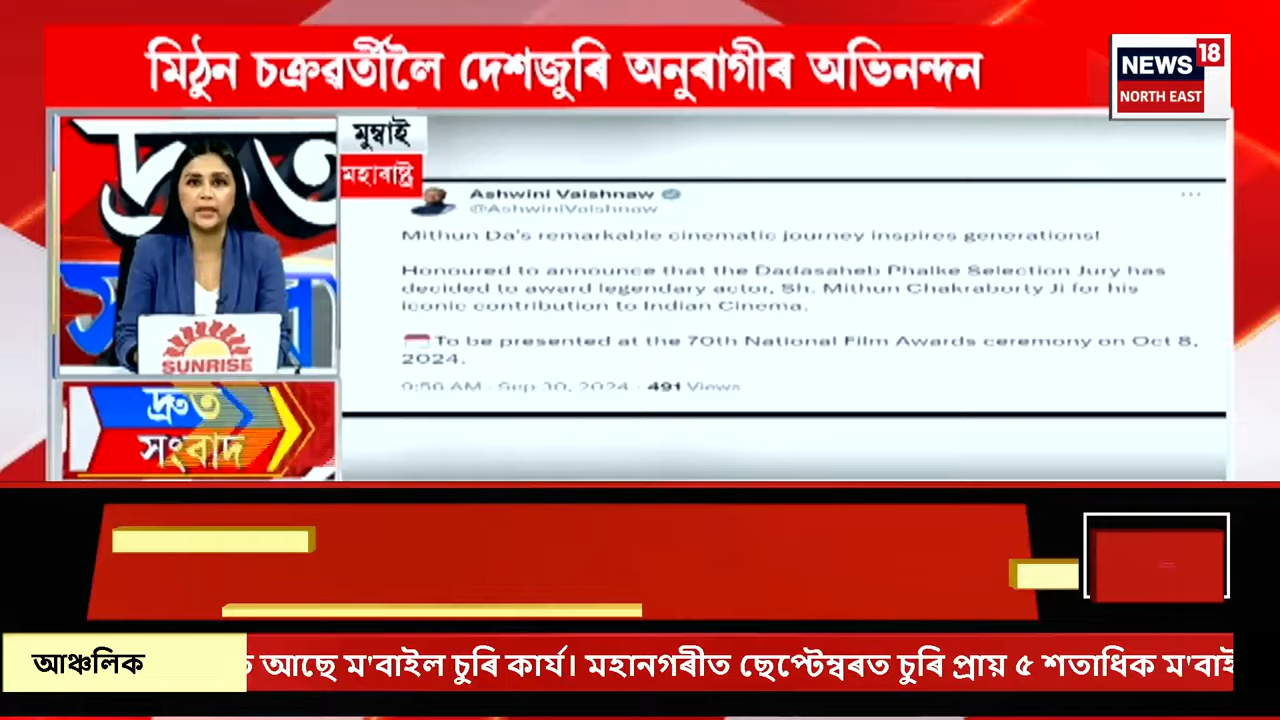 মিঠুন চক্ৰৱৰ্তীলৈ দেশজুৰি অনুৰাগীৰ অভিনন্দন
NEWS 18
NORTH EAST
মুম্বাই
মহাৰাষ্ট্ৰ
Ashwini Vaishnaw
@AshwiniVaishnaw
Mithun Da's remarkable cinematic journey inspires generations!
Honoured to announce that the Dadasaheb Phalke Selection Jury has
decided to award legendary actor, Sh. Mithun Chakraborty Ji for his
iconic contribution to Indian Cinema.
To be presented at the 70th National Film Awards ceremony on Oct 8,
2024.
9:56 AM · Sep 30, 2024 · 491 Views
দ্ৰুত
SUNRISE
দ্ৰুত
সংবাদ
আঞ্চলিক
আছে ম'বাইল চুৰি কাৰ্য। মহানগৰীত ছেপ্টেম্বৰত চুৰি প্ৰায় ৫ শতাধিক ম'বাই